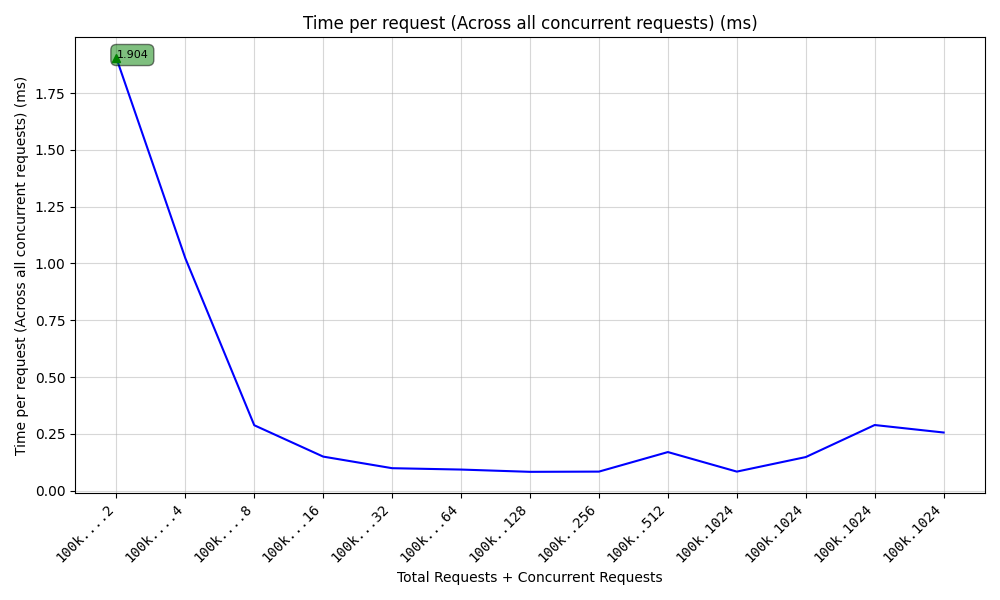 Time per request (Across all concurrent requests) (ms)
1.904
Time per request (Across all concurrent requests) (ms)
1.75
1.50
1.25
1.00
0.75
0.50
0.25
0.00
100k....2
100k....4
100k....8
100k...16
100k...32
100k...64
100k..128
100k..256
100k..512
100k.1024
100k.1024
100k.1024
100k.1024
Total Requests + Concurrent Requests